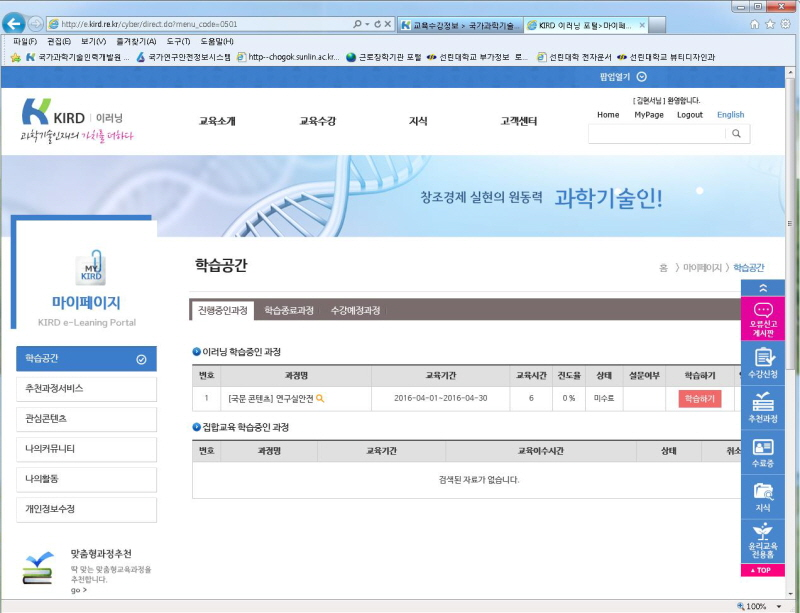 http://e.kird.re.kr/cyber/direct.do?menu_code=0501
교육수강정보 > 국가과학기술...
KIRD 이러닝 포털>마이페...
파일(F) 편집(E) 보기(V) 즐겨찾기(A) 도구(T) 도움말(H)
국가과학기술인력개발원 ...
국가연구안전정보시스템
http--chogok.sunlin.ac.kr...
근로장학기관 포털
선린대학교 부가정보 로...
선린대학 전자문서
선린대학교 뷰티디자인과
팝업열기
KIRD 이러닝
과학기술인재의 가치를 더하다
교육소개 교육수강 지식 고객센터
[ 김현서님 ] 환영합니다.
Home MyPage Logout English
창조경제 실현의 원동력 과학기술인!
MY KIRD
마이페이지
KIRD e-Leaning Portal
학습공간
추천과정서비스
관심콘텐츠
나의커뮤니티
나의활동
개인정보수정
맞춤형과정추천
딱 맞는 맞춤형교육과정을
추천합니다.
go >
학습공간
홈 > 마이페이지 > 학습공간
진행중인과정 학습종료과정 수강예정과정
이러닝 학습중인 과정
번호 과정명 교육기간 교육시간 진도율 상태 설문여부 학습하기
1 [국문 콘텐츠] 연구실안전 2016-04-01~2016-04-30 6 0 % 미수료 학습하기
집합교육 학습중인 과정
번호 과정명 교육기간 교육이수시간 상태 취소
검색된 자료가 없습니다.
오류신고
게시판
수강신청
추천과정
수료증
지식
윤리교육
전용홈
▲ TOP
100%